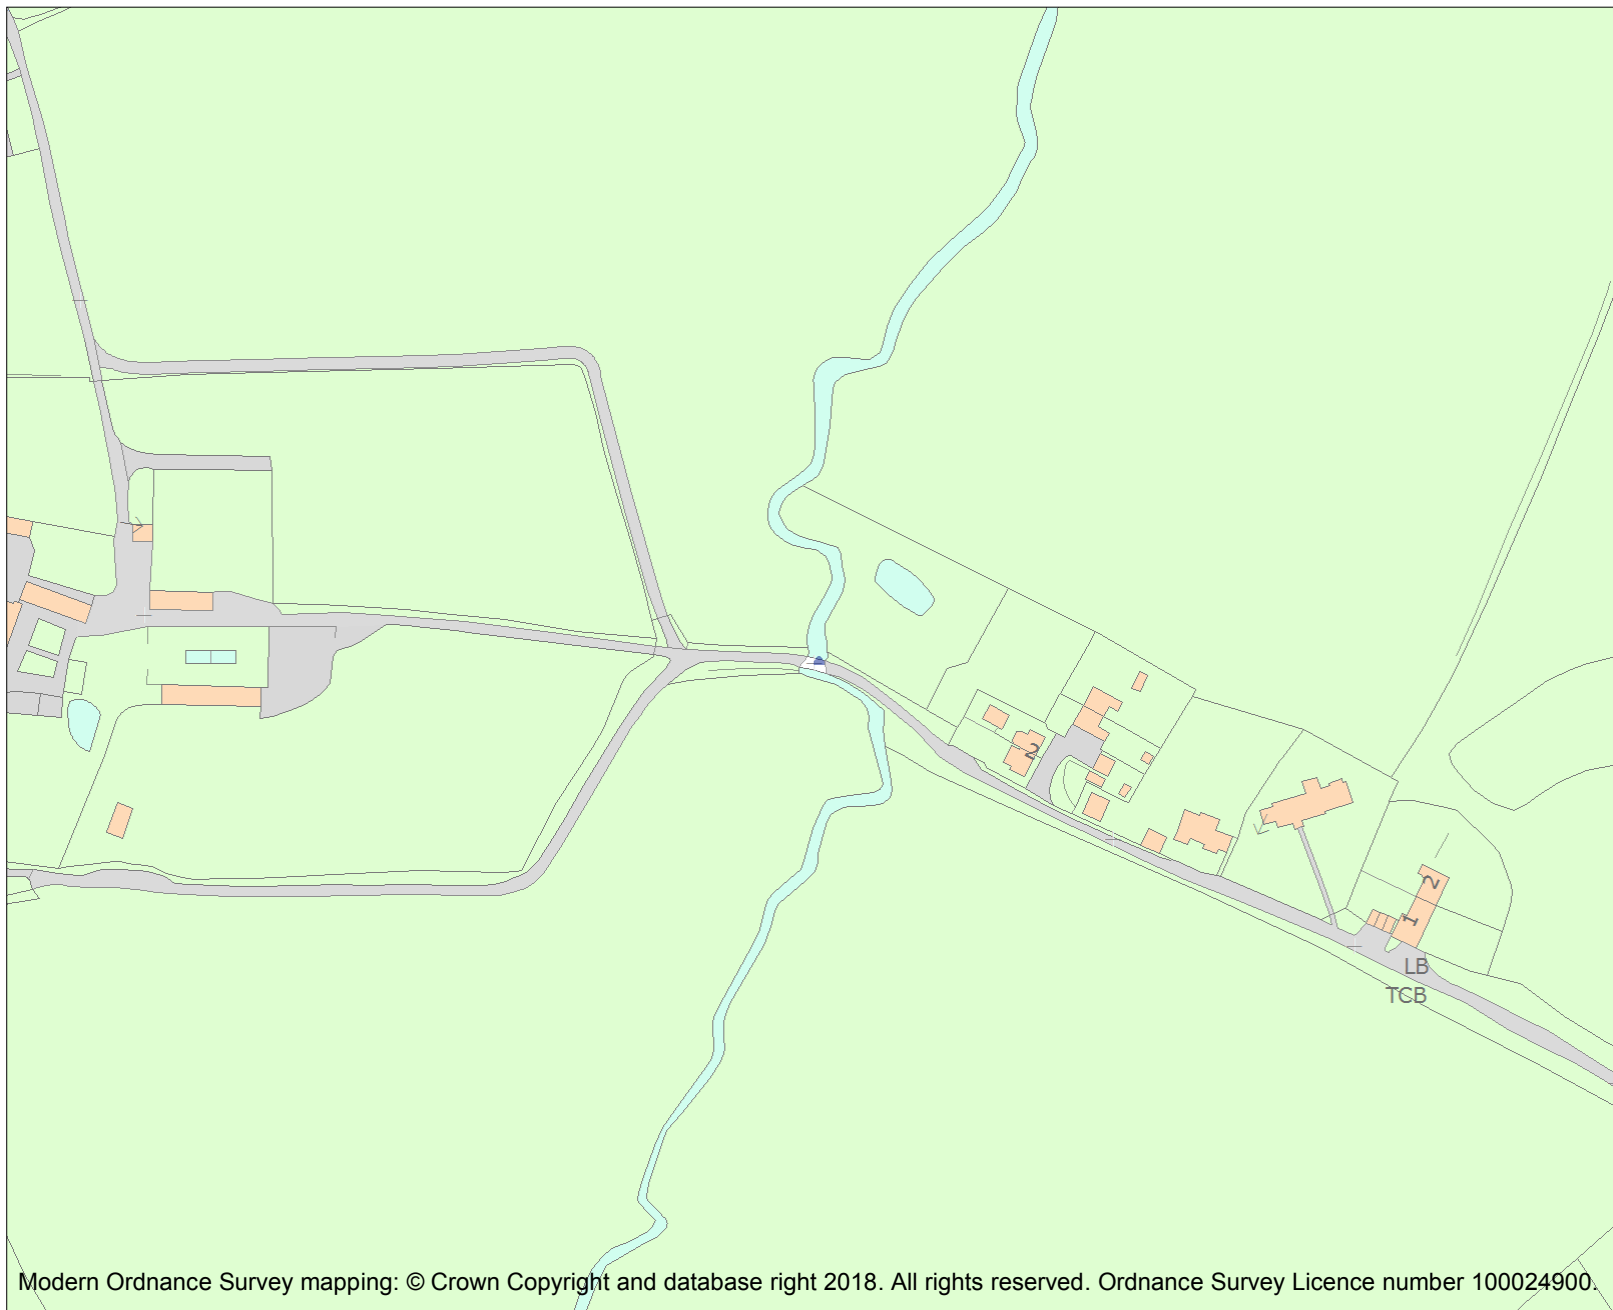 2
2
1
LB
TCB
Modern Ordnance Survey mapping: © Crown Copyright and database right 2018. All rights reserved. Ordnance Survey Licence number 100024900.